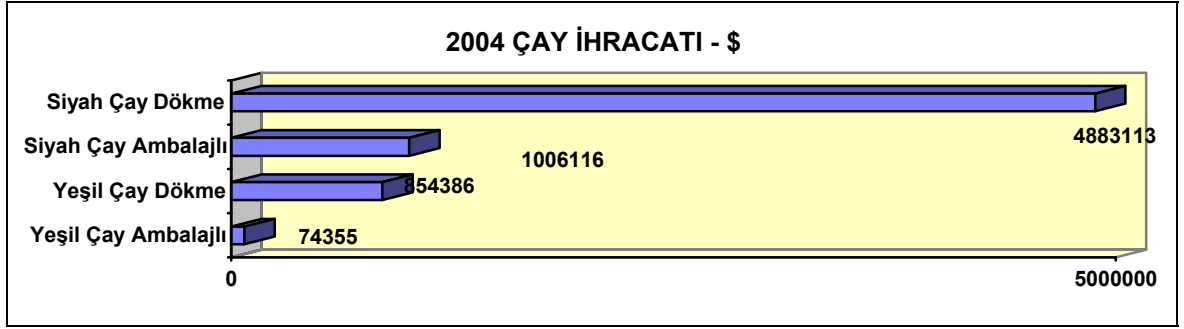 2004 ÇAY İHRACATI - $
Siyah Çay Dökme
4883113
Siyah Çay Ambalajlı
1006116
Yeşil Çay Dökme
854386
Yeşil Çay Ambalajlı
74355
0
5000000